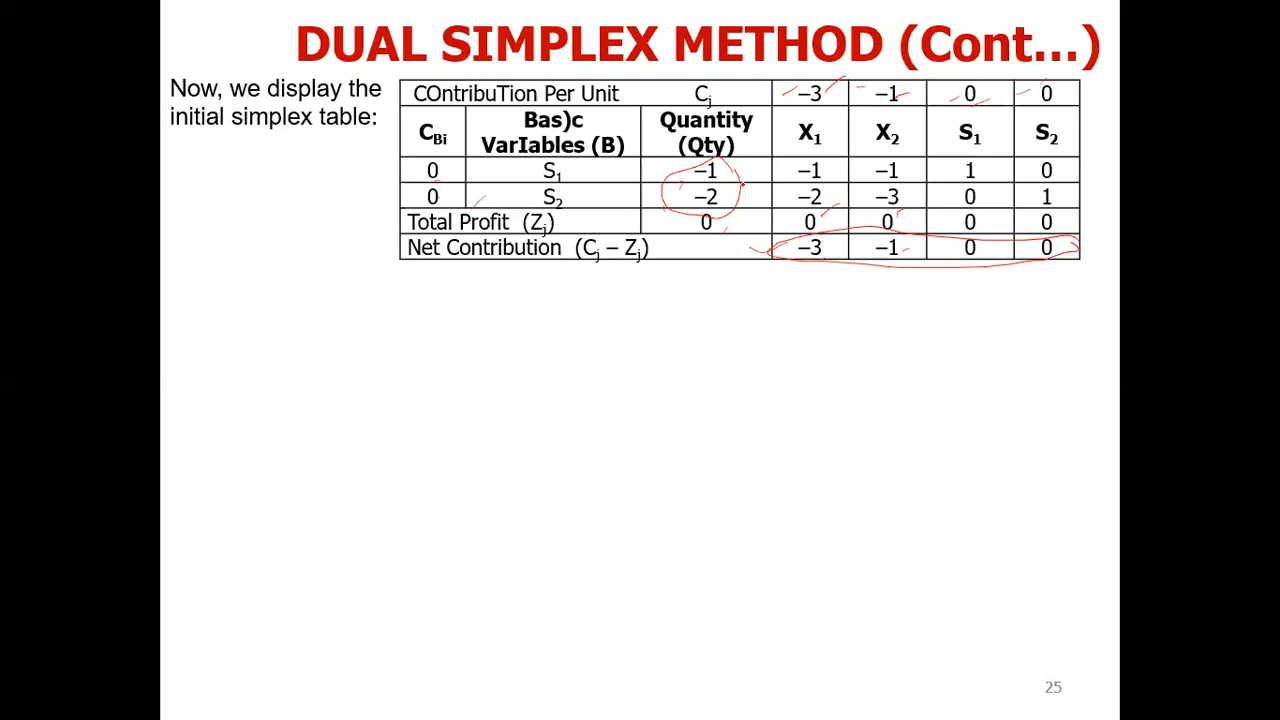 DUAL SIMPLEX METHOD (Cont...)
Now, we display the
initial simplex table:
COntribuTion Per Unit Cj –3 –1 0 0
CBi Bas)c VarIables (B) Quantity (Qty) X1 X2 S1 S2
0 S1 –1 –1 –1 1 0
0 S2 –2 –2 –3 0 1
Total Profit (Zj) 0 0 0 0 0
Net Contribution (Cj – Zj) –3 –1 0 0
25